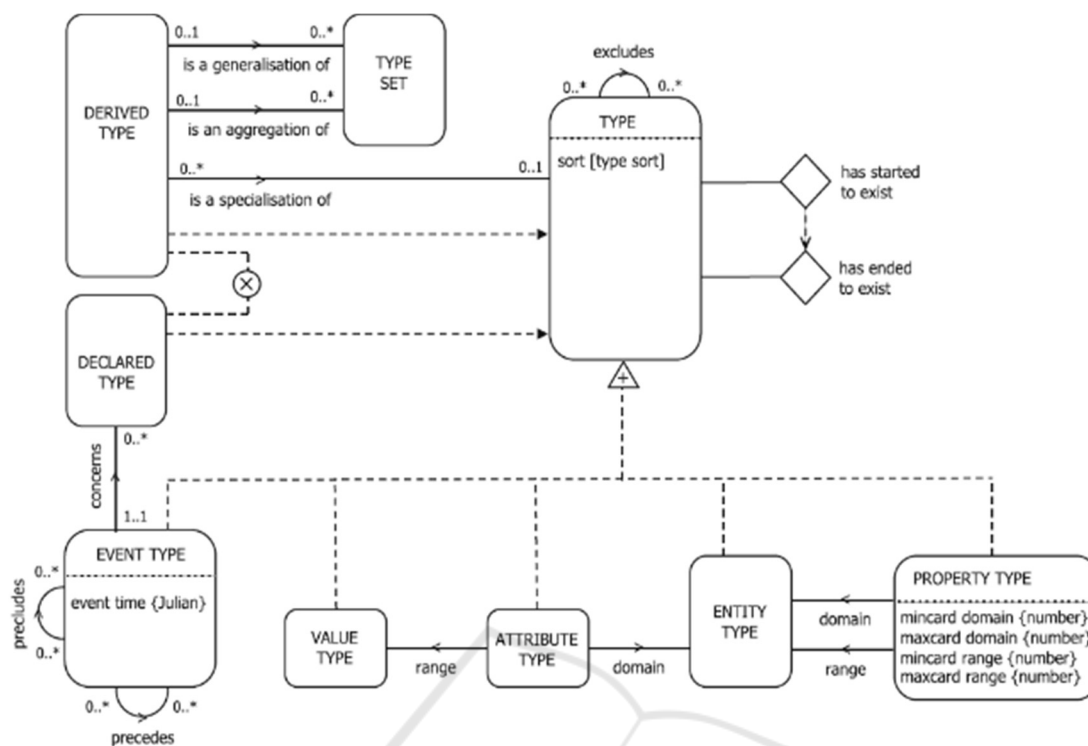 0..1
0..*
is a generalisation of
0..1
0..*
is an aggregation of
DERIVED
TYPE
TYPE
SET
0..*
0..1
is a specialisation of
excludes
0..*
0..*
TYPE
sort [type sort]
has started
to exist
has ended
to exist
DECLARED
TYPE
0..*
concerns
1..1
EVENT TYPE
event time {Julian}
0..*
precludes
0..*
0..*
0..*
precedes
VALUE
TYPE
range
ATTRIBUTE
TYPE
domain
ENTITY
TYPE
domain
range
PROPERTY TYPE
mincard domain {number}
maxcard domain {number}
mincard range {number}
maxcard range {number}